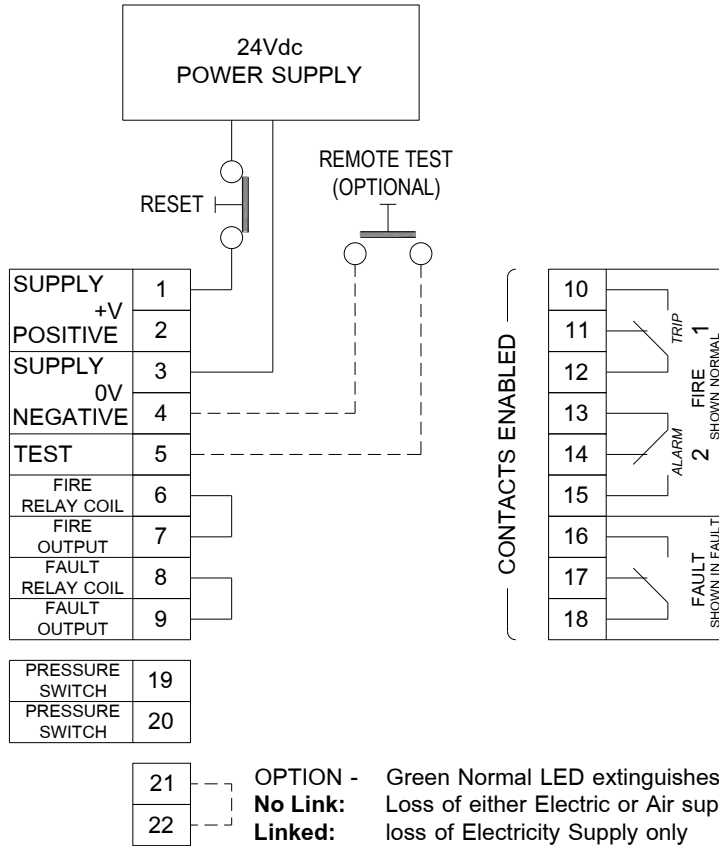 24Vdc
POWER SUPPLY
REMOTE TEST
(OPTIONAL)
RESET
SUPPLY
+V
POSITIVE
1
2
SUPPLY
0V
NEGATIVE
3
4
TEST 5
FIRE
RELAY COIL
6
FIRE
OUTPUT
7
FAULT
RELAY COIL
8
FAULT
OUTPUT
9
PRESSURE
SWITCH
19
PRESSURE
SWITCH
20
21
22
CONTACTS ENABLED
10
11
12
13
14
15
16
17
18
TRIP
FIRE 1
SHOWN NORMAL
ALARM
2
FAULT
SHOWN IN FAULT
OPTION - Green Normal LED extinguishes
No Link: Loss of either Electric or Air sup
Linked: loss of Electricity Supply only